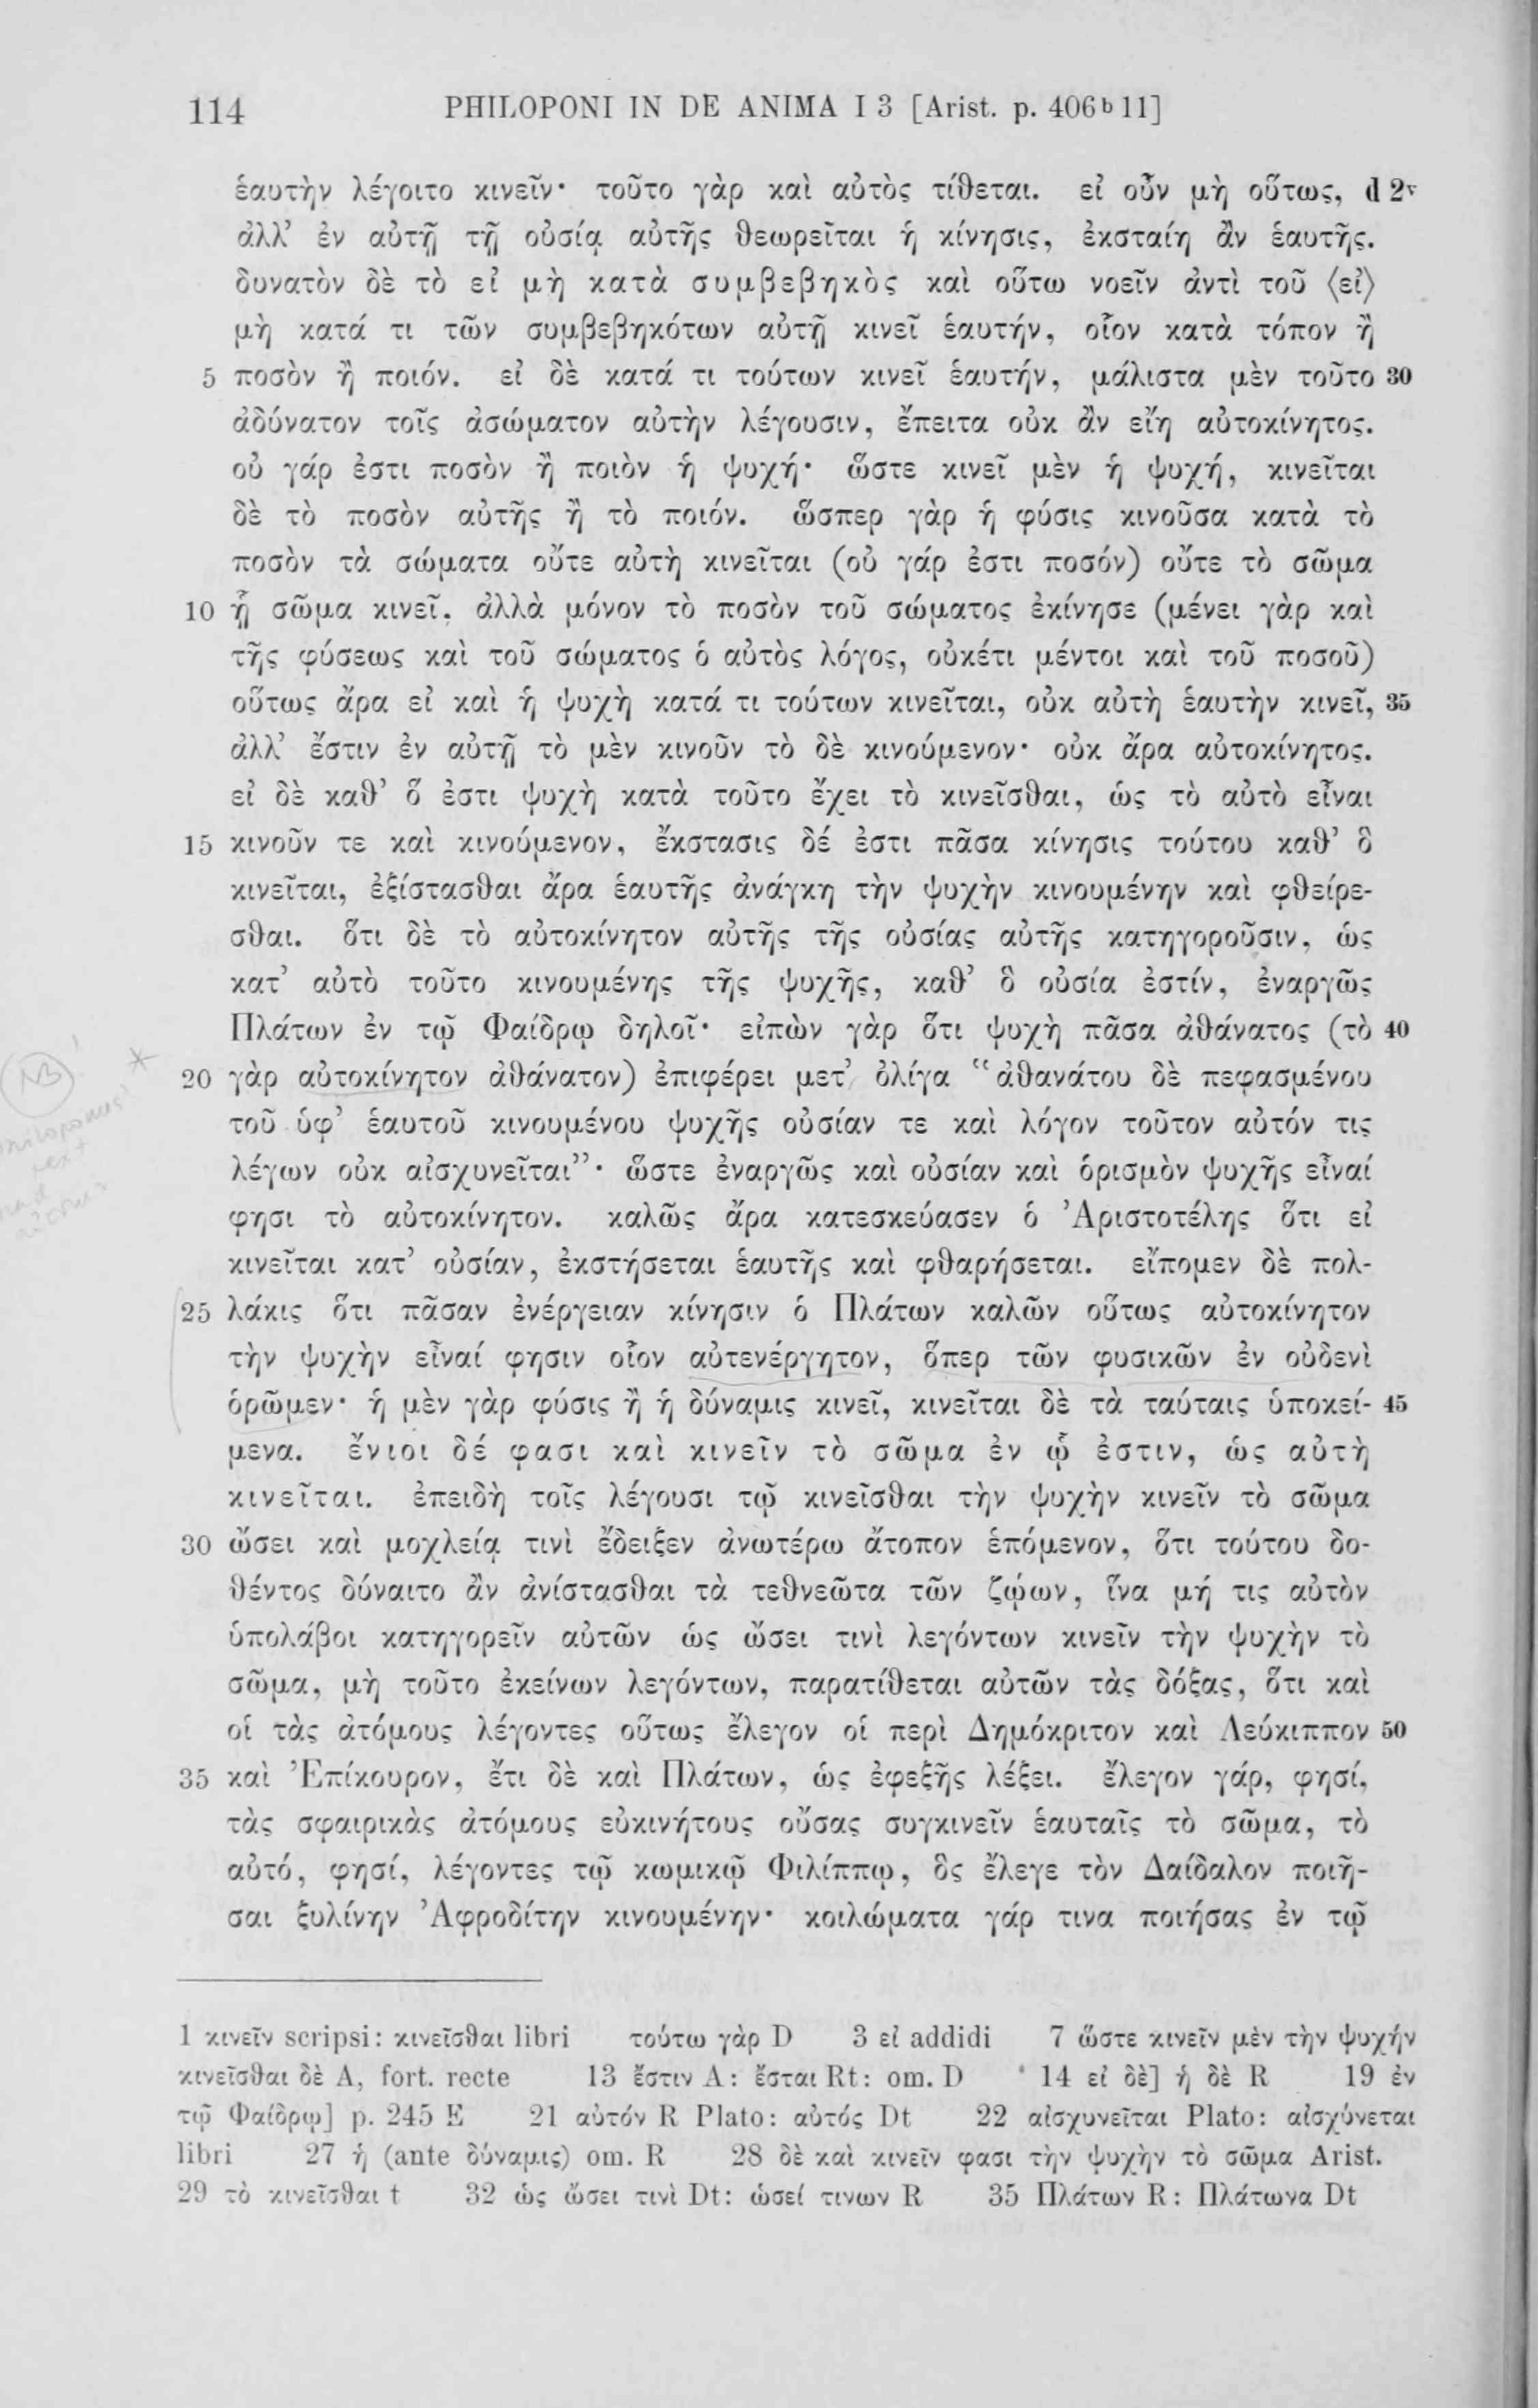 114 PHILOPONI IN DE ANIMA I 3 [Arist. p. 406ᵇ11]
ἑαυτὴν λέγοιτο κινεῖν· τοῦτο γὰρ καὶ αὐτὸς τίθεται. εἰ οὖν μὴ οὕτως, d 2ᵛ
ἀλλ’ ἐν αὐτῇ τῇ οὐσίᾳ αὐτῆς θεωρεῖται ἡ κίνησις, ἐκσταίη ἂν ἑαυτῆς.
δυνατὸν δὲ τὸ εἰ μὴ κατὰ συμβεβηκὸς καὶ οὕτω νοεῖν ἀντὶ τοῦ ⟨εἰ⟩
μὴ κατά τι τῶν συμβεβηκότων αὐτῇ κινεῖ ἑαυτήν, οἷον κατὰ τόπον ἢ
5 ποσὸν ἢ ποιόν. εἰ δὲ κατά τι τούτων κινεῖ ἑαυτήν, μάλιστα μὲν τοῦτο 30
ἀδύνατον τοῖς ἀσώματον αὐτὴν λέγουσιν, ἔπειτα οὐκ ἂν εἴη αὐτοκίνητος.
οὐ γάρ ἐστι ποσὸν ἢ ποιὸν ἡ ψυχή· ὥστε κινεῖ μὲν ἡ ψυχή, κινεῖται
δὲ τὸ ποσὸν αὐτῆς ἢ τὸ ποιόν. ὥσπερ γὰρ ἡ φύσις κινοῦσα κατὰ τὸ
ποσὸν τὰ σώματα οὔτε αὐτὴ κινεῖται (οὐ γάρ ἐστι ποσόν) οὔτε τὸ σῶμα
10 ᾗ σῶμα κινεῖ, ἀλλὰ μόνον τὸ ποσὸν τοῦ σώματος ἐκίνησε (μένει γὰρ καὶ
τῆς φύσεως καὶ τοῦ σώματος ὁ αὐτὸς λόγος, οὐκέτι μέντοι καὶ τοῦ ποσοῦ)
οὕτως ἄρα εἰ καὶ ἡ ψυχὴ κατά τι τούτων κινεῖται, οὐκ αὐτὴ ἑαυτὴν κινεῖ, 35
ἀλλ’ ἔστιν ἐν αὐτῇ τὸ μὲν κινοῦν τὸ δὲ κινούμενον· οὐκ ἄρα αὐτοκίνητος.
εἰ δὲ καθ’ ὅ ἐστι ψυχὴ κατὰ τοῦτο ἔχει τὸ κινεῖσθαι, ὡς τὸ αὐτὸ εἶναι
15 κινοῦν τε καὶ κινούμενον, ἔκστασις δέ ἐστι πᾶσα κίνησις τούτου καθ’ ὃ
κινεῖται, ἐξίστασθαι ἄρα ἑαυτῆς ἀνάγκη τὴν ψυχὴν κινουμένην καὶ φθείρε-
σθαι. ὅτι δὲ τὸ αὐτοκίνητον αὐτῆς τῆς οὐσίας αὐτῆς κατηγοροῦσιν, ὡς
κατ’ αὐτὸ τοῦτο κινουμένης τῆς ψυχῆς, καθ’ ὃ οὐσία ἐστίν, ἐναργῶς
Πλάτων ἐν τῷ Φαίδρῳ δηλοῖ· εἰπὼν γὰρ ὅτι ψυχὴ πᾶσα ἀθάνατος (τὸ 40
20 γὰρ αὐτοκίνητον ἀθάνατον) ἐπιφέρει μετ’ ὀλίγα “ἀθανάτου δὲ πεφασμένου
τοῦ ὑφ’ ἑαυτοῦ κινουμένου ψυχῆς οὐσίαν τε καὶ λόγον τοῦτον αὐτόν τις
λέγων οὐκ αἰσχυνεῖται”· ὥστε ἐναργῶς καὶ οὐσίαν καὶ ὁρισμὸν ψυχῆς εἶναί
φησι τὸ αὐτοκίνητον. καλῶς ἄρα κατεσκεύασεν ὁ Ἀριστοτέλης ὅτι εἰ
κινεῖται κατ’ οὐσίαν, ἐκστήσεται ἑαυτῆς καὶ φθαρήσεται. εἴπομεν δὲ πολ-
25 λάκις ὅτι πᾶσαν ἐνέργειαν κίνησιν ὁ Πλάτων καλῶν οὕτως αὐτοκίνητον
τὴν ψυχὴν εἶναί φησιν οἷον αὐτενέργητον, ὅπερ τῶν φυσικῶν ἐν οὐδενὶ
ὁρῶμεν· ἡ μὲν γὰρ φύσις ἢ ἡ δύναμις κινεῖ, κινεῖται δὲ τὰ ταύταις ὑποκεί- 45
μενα. ἔνιοι δέ φασι καὶ κινεῖν τὸ σῶμα ἐν ᾧ ἐστιν, ὡς αὐτὴ
κινεῖται. ἐπειδὴ τοῖς λέγουσι τῷ κινεῖσθαι τὴν ψυχὴν κινεῖν τὸ σῶμα
30 ὤσει καὶ μοχλείᾳ τινὶ ἔδειξεν ἀνωτέρω ἄτοπον ἑπόμενον, ὅτι τούτου δο-
θέντος δύναιτο ἂν ἀνίστασθαι τὰ τεθνεῶτα τῶν ζῴων, ἵνα μή τις αὐτὸν
ὑπολάβοι κατηγορεῖν αὐτῶν ὡς ὤσει τινὶ λεγόντων κινεῖν τὴν ψυχὴν τὸ
σῶμα, μὴ τοῦτο ἐκείνων λεγόντων, παρατίθεται αὐτῶν τὰς δόξας, ὅτι καὶ
οἱ τὰς ἀτόμους λέγοντες οὕτως ἔλεγον οἱ περὶ Δημόκριτον καὶ Λεύκιππον 50
35 καὶ Ἐπίκουρον, ἔτι δὲ καὶ Πλάτων, ὡς ἐφεξῆς λέξει. ἔλεγον γάρ, φησί,
τὰς σφαιρικὰς ἀτόμους εὐκινήτους οὔσας συγκινεῖν ἑαυταῖς τὸ σῶμα, τὸ
αὐτό, φησί, λέγοντες τῷ κωμικῷ Φιλίππῳ, ὃς ἔλεγε τὸν Δαίδαλον ποιῆ-
σαι ξυλίνην Ἀφροδίτην κινουμένην· κοιλώματα γάρ τινα ποιήσας ἐν τῷ
1 κινεῖν scripsi: κινεῖσθαι libri τούτω γὰρ D 3 εἰ addidi 7 ὥστε κινεῖν μὲν τὴν ψυχήν
κινεῖσθαι δὲ A, fort. recte 13 ἔστιν A: ἔσται Rt: om. D 14 εἰ δὲ] ἡ δὲ R 19 ἐν
τῷ Φαίδρῳ] p. 245 E 21 αὐτόν R Plato: αὐτός Dt 22 αἰσχυνεῖται Plato: αἰσχύνεται
libri 27 ἡ (ante δύναμις) om. R 28 δὲ καὶ κινεῖν φασι τὴν ψυχὴν τὸ σῶμα Arist.
29 τὸ κινεῖσθαι t 32 ὡς ὤσει τινὶ Dt: ὡσεί τινων R 35 Πλάτων R: Πλάτωνα Dt
NB!